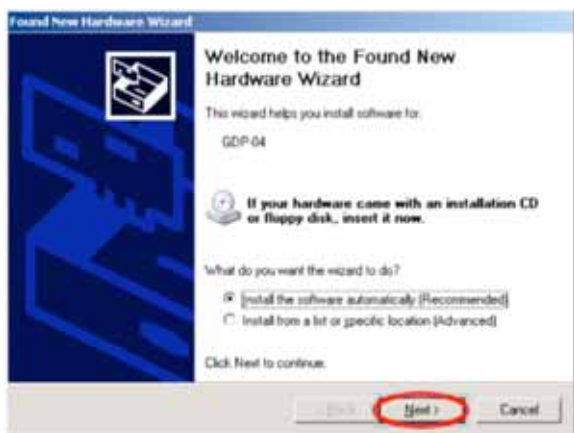 Found New Hardware Wizard
Welcome to the Found New
Hardware Wizard
This wizard helps you install software for:
GDP-04
If your hardware came with an installation CD
or floppy disk, insert it now.
What do you want the wizard to do?
Install the software automatically (Recommended)
Install from a list or specific location (Advanced)
Click Next to continue.
< Back
Next >
Cancel